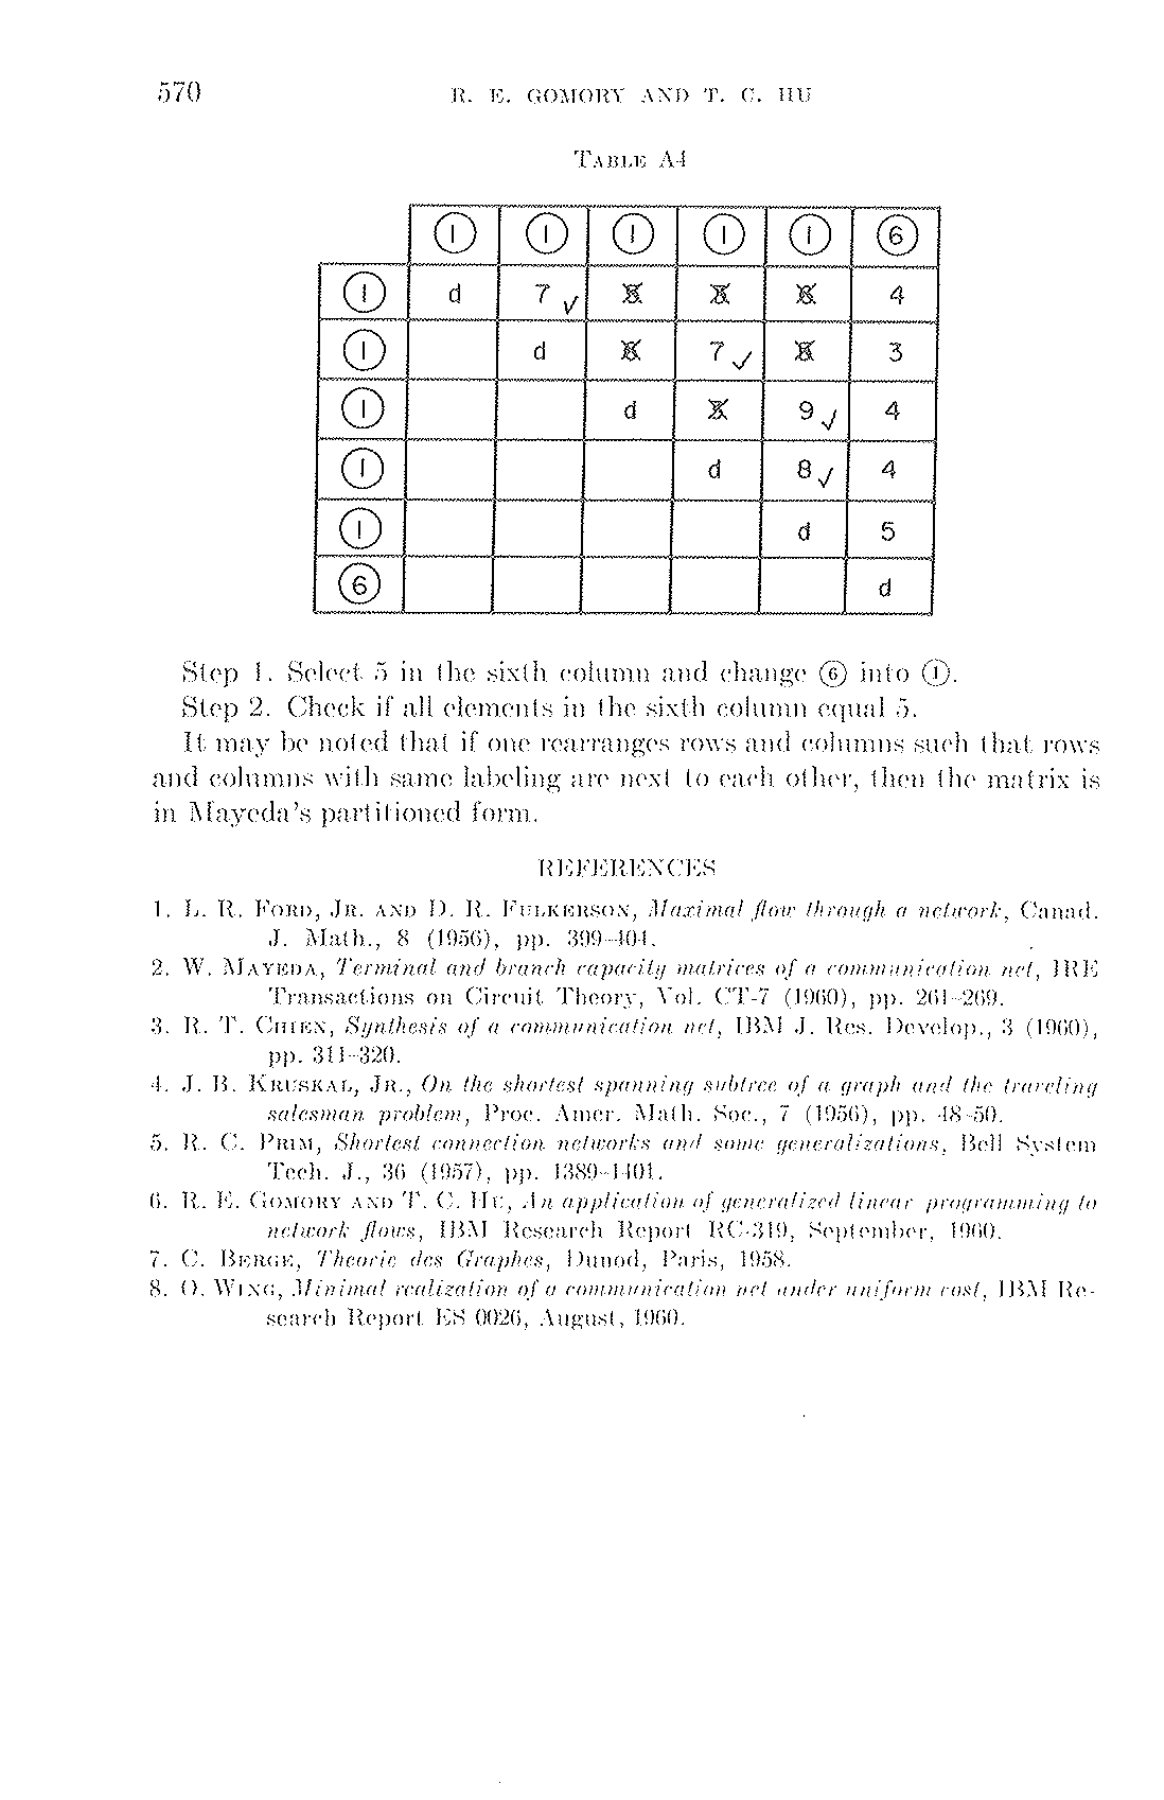 570
R. E. GOMORY AND T. C. HU
TABLE A4
① ① ① ① ① ⑥
① d 7 ✓ 4
① d 7 ✓ 3
① d 9 ✓ 4
① d 8 ✓ 4
① d 5
⑥ d
Step 1. Select 5 in the sixth column and change ⑥ into ①.
Step 2. Check if all elements in the sixth column equal 5.
It may be noted that if one rearranges rows and columns such that rows
and columns with same labeling are next to each other, then the matrix is
in Mayeda's partitioned form.
REFERENCES
1. L. R. FORD, JR. AND D. R. FULKERSON, Maximal flow through a network, Canad.
J. Math., 8 (1956), pp. 399–404.
2. W. MAYEDA, Terminal and branch capacity matrices of a communication net, IRE
Transactions on Circuit Theory, Vol. CT-7 (1960), pp. 261–269.
3. R. T. CHIEN, Synthesis of a communication net, IBM J. Res. Develop., 3 (1960),
pp. 311–320.
4. J. B. KRUSKAL, JR., On the shortest spanning subtree of a graph and the traveling
salesman problem, Proc. Amer. Math. Soc., 7 (1956), pp. 48–50.
5. R. C. PRIM, Shortest connection networks and some generalizations, Bell System
Tech. J., 36 (1957), pp. 1389–1401.
6. R. E. GOMORY AND T. C. HU, An application of generalized linear programming to
network flows, IBM Research Report RC-319, September, 1960.
7. C. BERGE, Theorie des Graphes, Dunod, Paris, 1958.
8. O. WING, Minimal realization of a communication net under uniform cost, IBM Re-
search Report ES 0026, August, 1960.